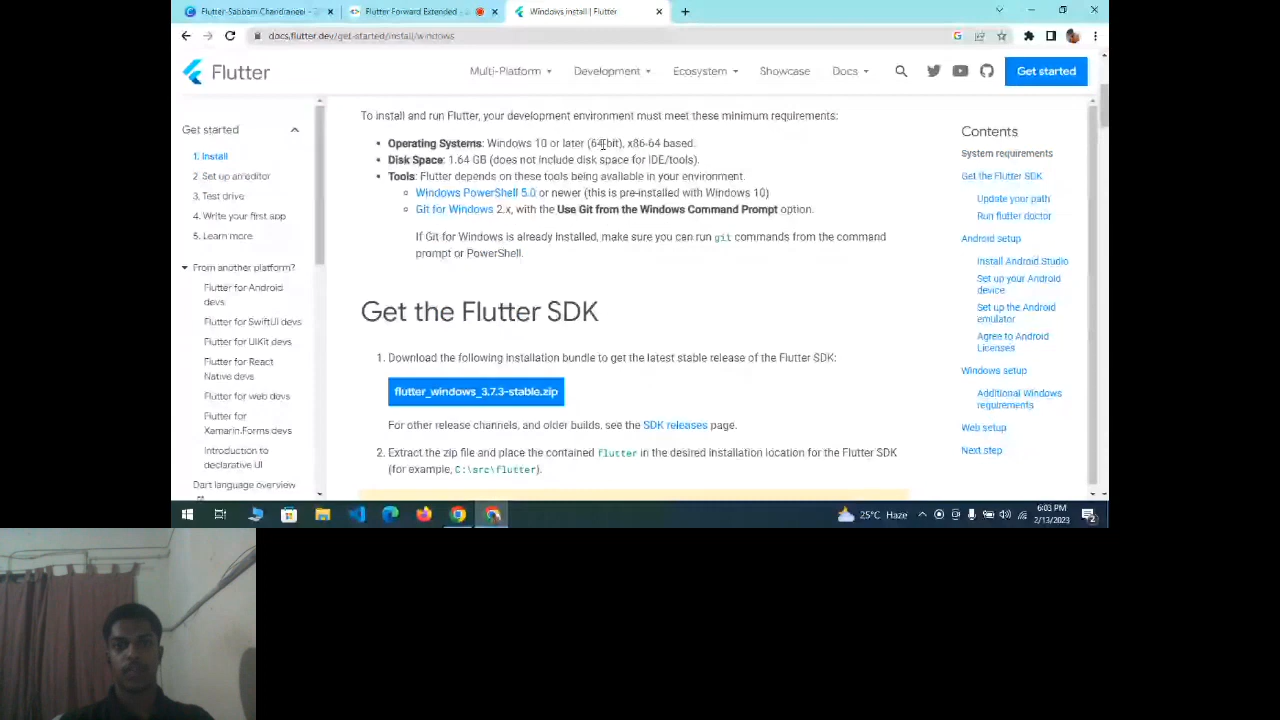 Flutter-Sabbam Charidraneel -
Flutter Forward Extended
Windows install | Flutter
docs.flutter.dev/get-started/install/windows
Flutter
Multi-Platform
Development
Ecosystem
Showcase
Docs
Get started
Get started
1. Install
2 Set up an editor
3. Test drive
4. Write your first app
5. Learn more
From another platform?
Flutter for Android
devs
Flutter for SwiftUI devs
Flutter for UIKit devs
Flutter for React
Native devs
Flutter for web devs
Flutter for
Xamarin.Forms devs
Introduction to
declarative UI
Dart language overview
To install and run Flutter, your development environment must meet these minimum requirements:
• Operating Systems: Windows 10 or later (64-bit), x86-64 based.
• Disk Space: 1.64 GB (does not include disk space for IDE/tools).
• Tools: Flutter depends on these tools being available in your environment.
Windows PowerShell 5.0 or newer (this is pre-installed with Windows 10)
Git for Windows 2.x, with the Use Git from the Windows Command Prompt option.
If Git for Windows is already installed, make sure you can run git commands from the command
prompt or PowerShell.
Get the Flutter SDK
1. Download the following installation bundle to get the latest stable release of the Flutter SDK:
flutter_windows_3.7.3-stable.zip
For other release channels, and older builds, see the SDK releases page.
2. Extract the zip file and place the contained flutter in the desired installation location for the Flutter SDK
(for example, C:\src\flutter).
Contents
System requirements
Get the Flutter SDK
Update your path
Run flutter doctor
Android setup
Install Android Studio
Set up your Android
device
Set up the Android
emulator
Agree to Android
Licenses
Windows setup
Additional Windows
requirements
Web setup
Next step
25°C Haze
6:03 PM
2/13/2023
2